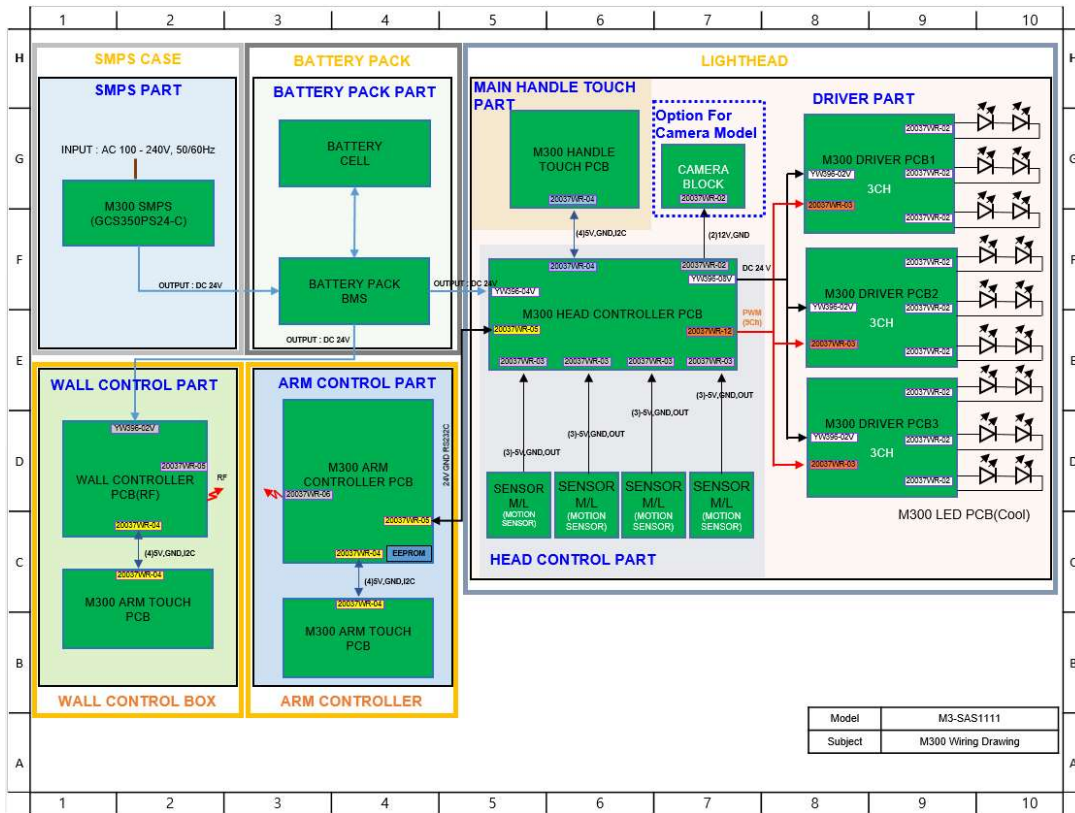 1 2 3 4 5 6 7 8 9 10
H
G
F
E
D
C
B
A
SMPS CASE
SMPS PART
INPUT : AC 100 - 240V, 50/60Hz
M300 SMPS
(GCS350PS24-C)
OUTPUT : DC 24V
BATTERY PACK
BATTERY PACK PART
BATTERY
CELL
BATTERY PACK
BMS
OUTPUT : DC 24V
OUTPUT : DC 24V
WALL CONTROL PART
YW396-02V
20037WR-05
WALL CONTROLLER
PCB(RF)
RF
20037WR-04
(4)5V,GND,I2C
20037WR-04
M300 ARM TOUCH
PCB
WALL CONTROL BOX
ARM CONTROL PART
M300 ARM
CONTROLLER PCB
20037WR-06
20037WR-05
20037WR-04
EEPROM
(4)5V,GND,I2C
20037WR-04
M300 ARM TOUCH
PCB
ARM CONTROLLER
24V GND RS232C
LIGHTHEAD
MAIN HANDLE TOUCH
PART
M300 HANDLE
TOUCH PCB
20037WR-04
(4)5V,GND,I2C
Option For
Camera Model
CAMERA
BLOCK
20037WR-02
(2)12V,GND
20037WR-04
20037WR-02
YW396-08V
YW396-04V
M300 HEAD CONTROLLER PCB
20037WR-05
20037WR-12
20037WR-03
20037WR-03
20037WR-03
20037WR-03
DC 24 V
PWM
(9Ch)
(3)-5V,GND,OUT
(3)-5V,GND,OUT
(3)-5V,GND,OUT
(3)-5V,GND,OUT
SENSOR
M/L
(MOTION
SENSOR)
SENSOR
M/L
(MOTION
SENSOR)
SENSOR
M/L
(MOTION
SENSOR)
SENSOR
M/L
(MOTION
SENSOR)
HEAD CONTROL PART
DRIVER PART
20037WR-02
M300 DRIVER PCB1
YW396-02V
20037WR-02
3CH
20037WR-03
20037WR-02
20037WR-02
M300 DRIVER PCB2
YW396-02V
20037WR-02
3CH
20037WR-03
20037WR-02
20037WR-02
M300 DRIVER PCB3
YW396-02V
20037WR-02
3CH
20037WR-03
20037WR-02
M300 LED PCB(Cool)
Model M3-SAS1111
Subject M300 Wiring Drawing
H
G
F
E
D
C
B
A
1 2 3 4 5 6 7 8 9 10